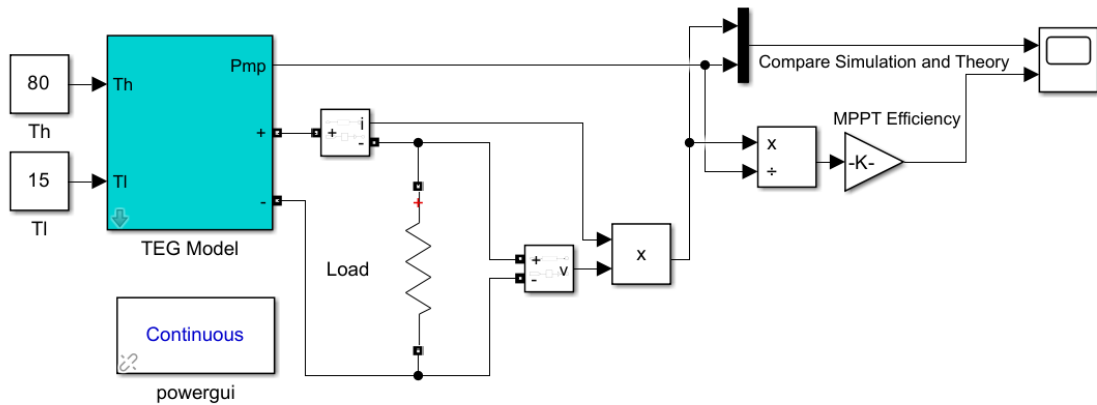 80
Th
15
Tl
Th
Tl
Pmp
+
-
TEG Model
+
i
-
+
Load
+
-
v
x
Compare Simulation and Theory
MPPT Efficiency
x
÷
-K-
Continuous
powergui